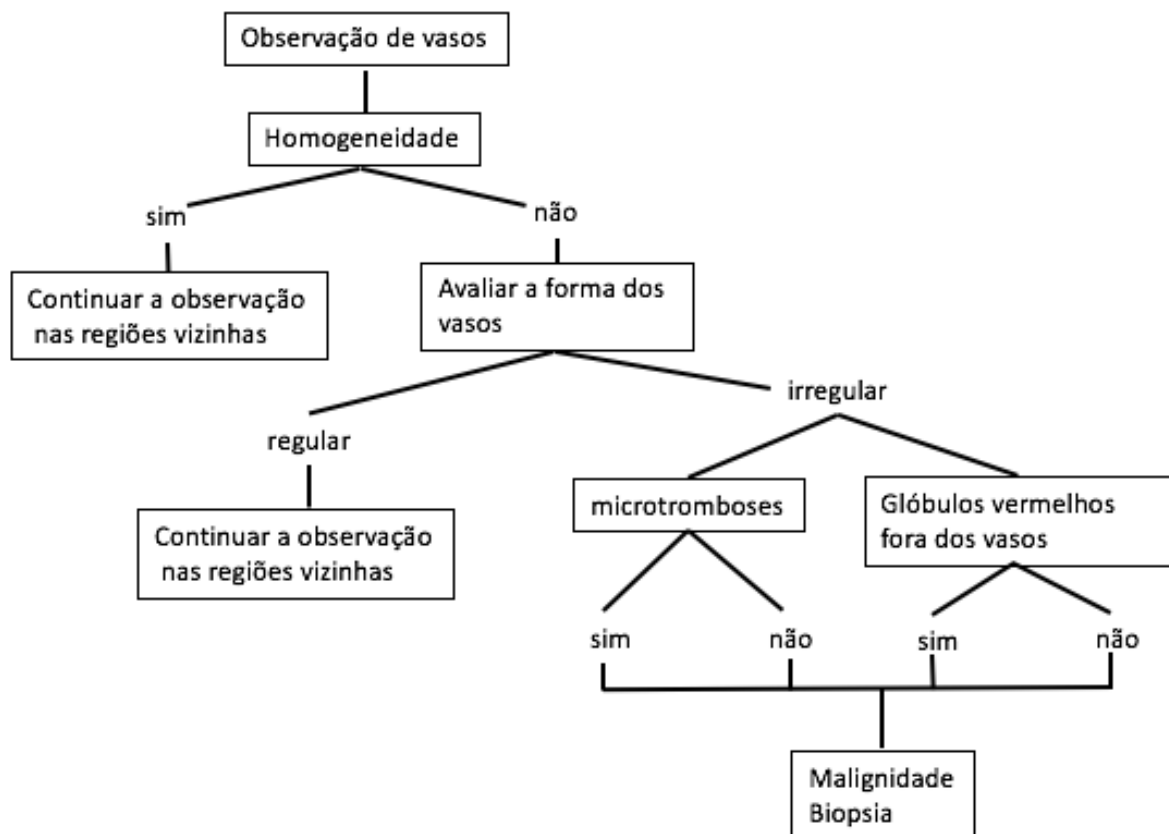 Observação de vasos
Homogeneidade
sim
não
Continuar a observação
nas regiões vizinhas
Avaliar a forma dos
vasos
irregular
regular
microtromboses
Glóbulos vermelhos
fora dos vasos
Continuar a observação
nas regiões vizinhas
sim
não
sim
não
Malignidade
Biopsia